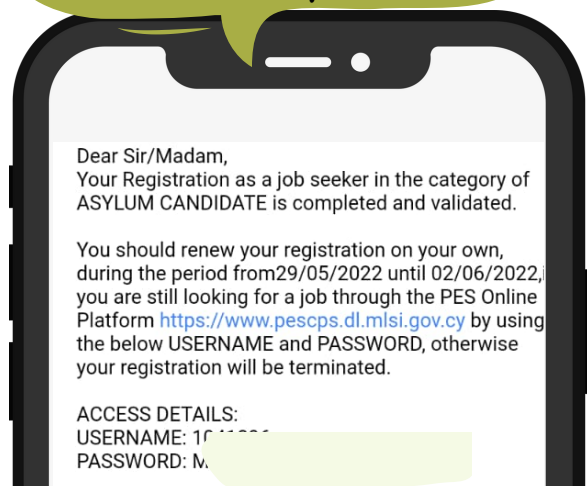 Dear Sir/Madam,
Your Registration as a job seeker in the category of
ASYLUM CANDIDATE is completed and validated.
You should renew your registration on your own,
during the period from29/05/2022 until 02/06/2022,i
you are still looking for a job through the PES Online
Platform https://www.pescps.dl.mlsi.gov.cy by using
the below USERNAME and PASSWORD, otherwise
your registration will be terminated.
ACCESS DETAILS:
USERNAME:
PASSWORD: M